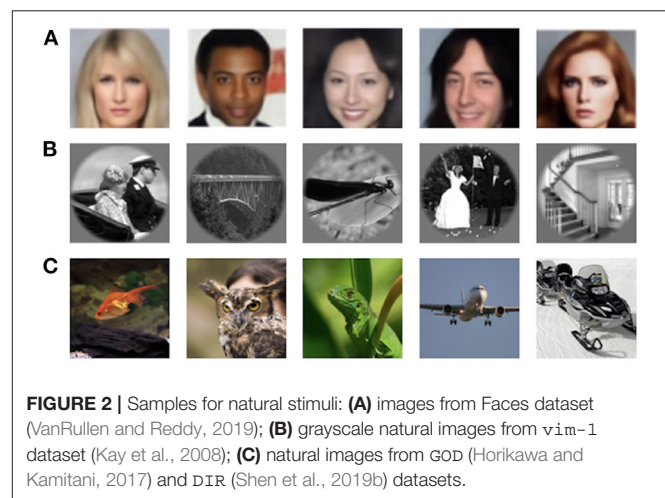 A
B
C
FIGURE 2 | Samples for natural stimuli: (A) images from Faces dataset
(VanRullen and Reddy, 2019); (B) grayscale natural images from vim-1
dataset (Kay et al., 2008); (C) natural images from GOD (Horikawa and
Kamitani, 2017) and DIR (Shen et al., 2019b) datasets.